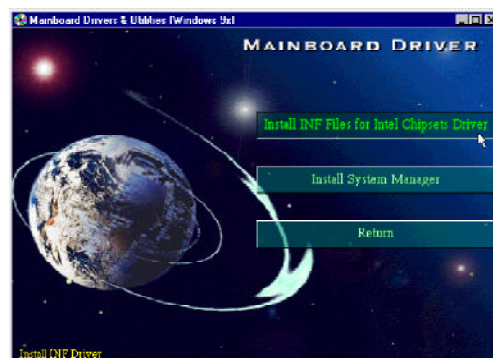 Mainboard Drivers & Utilities [Windows 9x]
MAINBOARD DRIVER
Install INF Files for Intel Chipsets Driver
Install System Manager
Return
Install INF Driver